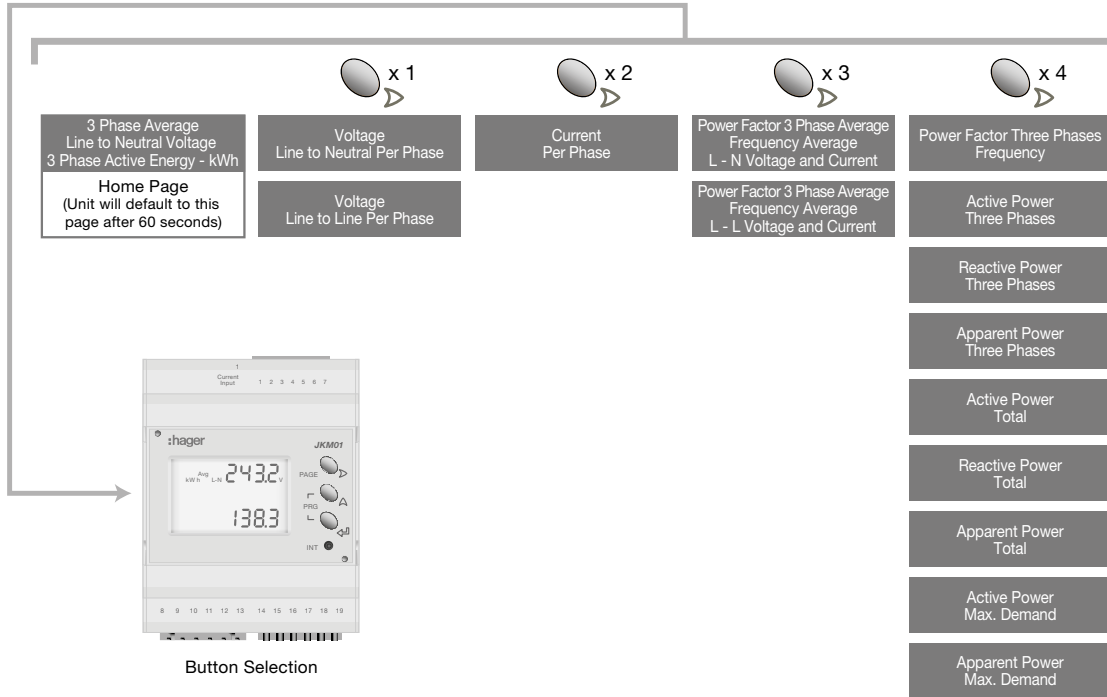 x 1
x 2
x 3
x 4
3 Phase Average
Line to Neutral Voltage
3 Phase Active Energy - kWh
Home Page
(Unit will default to this
page after 60 seconds)
Voltage
Line to Neutral Per Phase
Voltage
Line to Line Per Phase
Current
Per Phase
Power Factor 3 Phase Average
Frequency Average
L - N Voltage and Current
Power Factor 3 Phase Average
Frequency Average
L - L Voltage and Current
Power Factor Three Phases
Frequency
Active Power
Three Phases
Reactive Power
Three Phases
Apparent Power
Three Phases
Active Power
Total
Reactive Power
Total
Apparent Power
Total
Active Power
Max. Demand
Apparent Power
Max. Demand
1
Current
Input
1 2 3 4 5 6 7
:hager
JKM01
Avg
kW h L-N 243.2 V
138.3
PAGE
PRG
INT
8 9 10 11 12 13 14 15 16 17 18 19
Button Selection